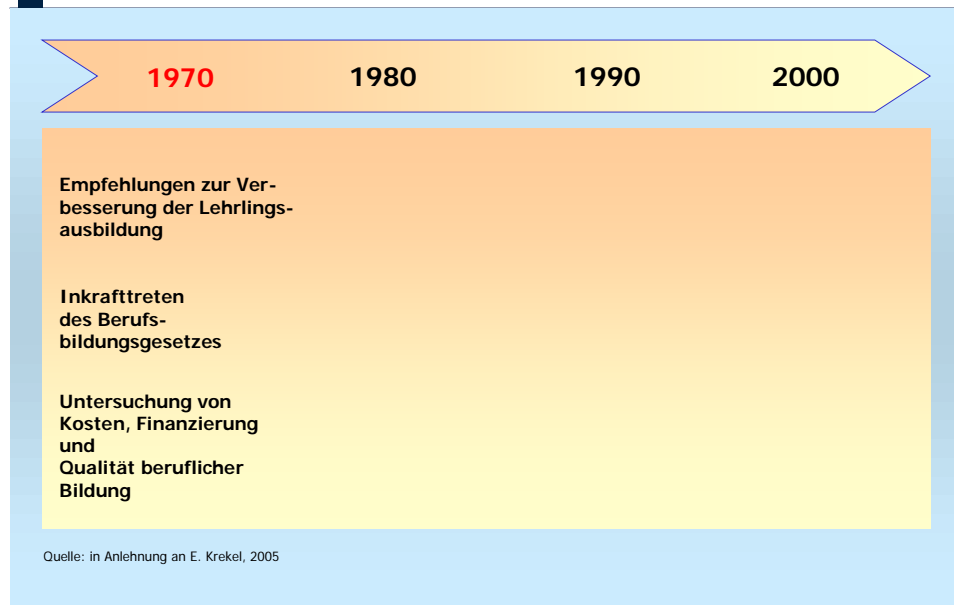 1970 1980 1990 2000
Empfehlungen zur Ver-
besserung der Lehrlings-
ausbildung
Inkrafttreten
des Berufs-
bildungsgesetzes
Untersuchung von
Kosten, Finanzierung
und
Qualität beruflicher
Bildung
Quelle: in Anlehnung an E. Krekel, 2005